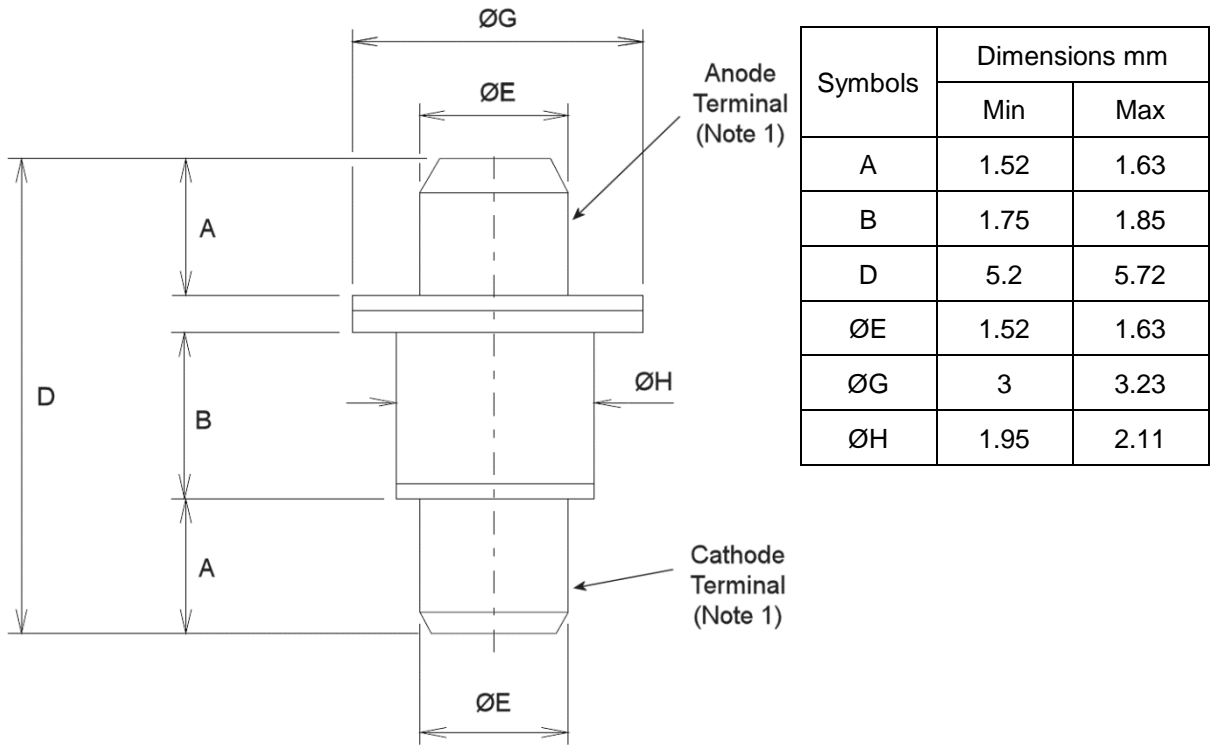 ØG
ØE
Anode
Terminal
(Note 1)
A
D
B
ØH
A
Cathode
Terminal
(Note 1)
ØE
Symbols Dimensions mm
Min Max
A 1.52 1.63
B 1.75 1.85
D 5.2 5.72
ØE 1.52 1.63
ØG 3 3.23
ØH 1.95 2.11